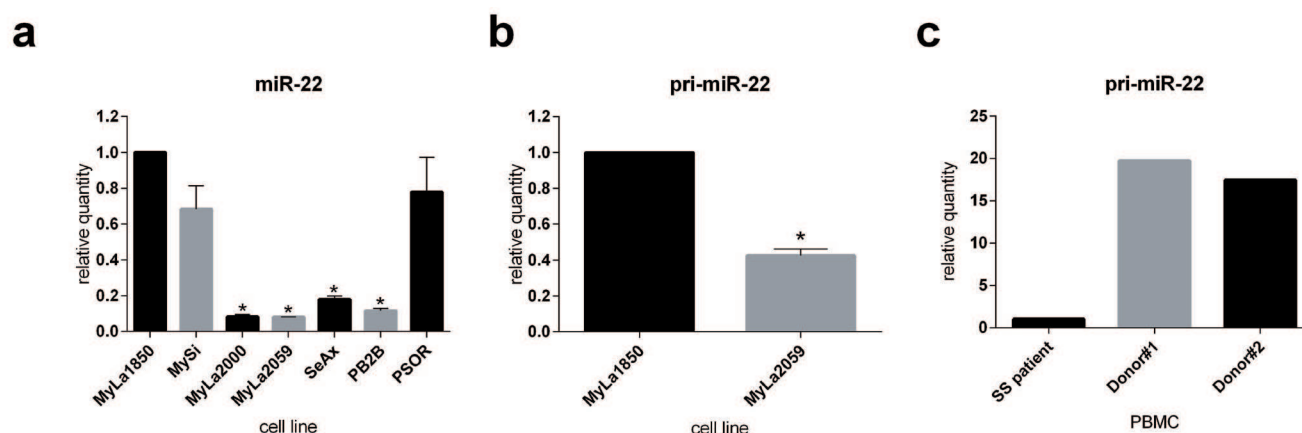 a
miR-22
relative quantity
1.2
1.0
0.8
0.6
0.4
0.2
0.0
*
*
*
*
MyLa1850
MySi
MyLa2000
MyLa2059
SeAx
PB2B
PSOR
cell line
b
pri-miR-22
relative quantity
1.2
1.0
0.8
0.6
0.4
0.2
0.0
*
MyLa1850
MyLa2059
cell line
c
pri-miR-22
relative quantity
25
20
15
10
5
0
SS patient
Donor#1
Donor#2
PBMC